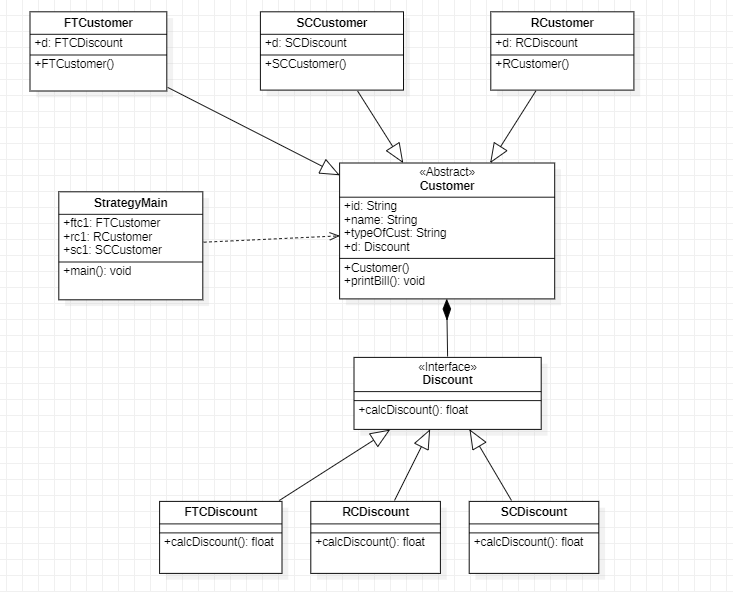 FTCustomer
+d: FTCDiscount
+FTCustomer()
SCCustomer
+d: SCDiscount
+SCCustomer()
RCustomer
+d: RCDiscount
+RCustomer()
StrategyMain
+ftc1: FTCustomer
+rc1: RCustomer
+sc1: SCCustomer
+main(): void
«Abstract»
Customer
+id: String
+name: String
+typeOfCust: String
+d: Discount
+Customer()
+printBill(): void
«Interface»
Discount
+calcDiscount(): float
FTCDiscount
+calcDiscount(): float
RCDiscount
+calcDiscount(): float
SCDiscount
+calcDiscount(): float